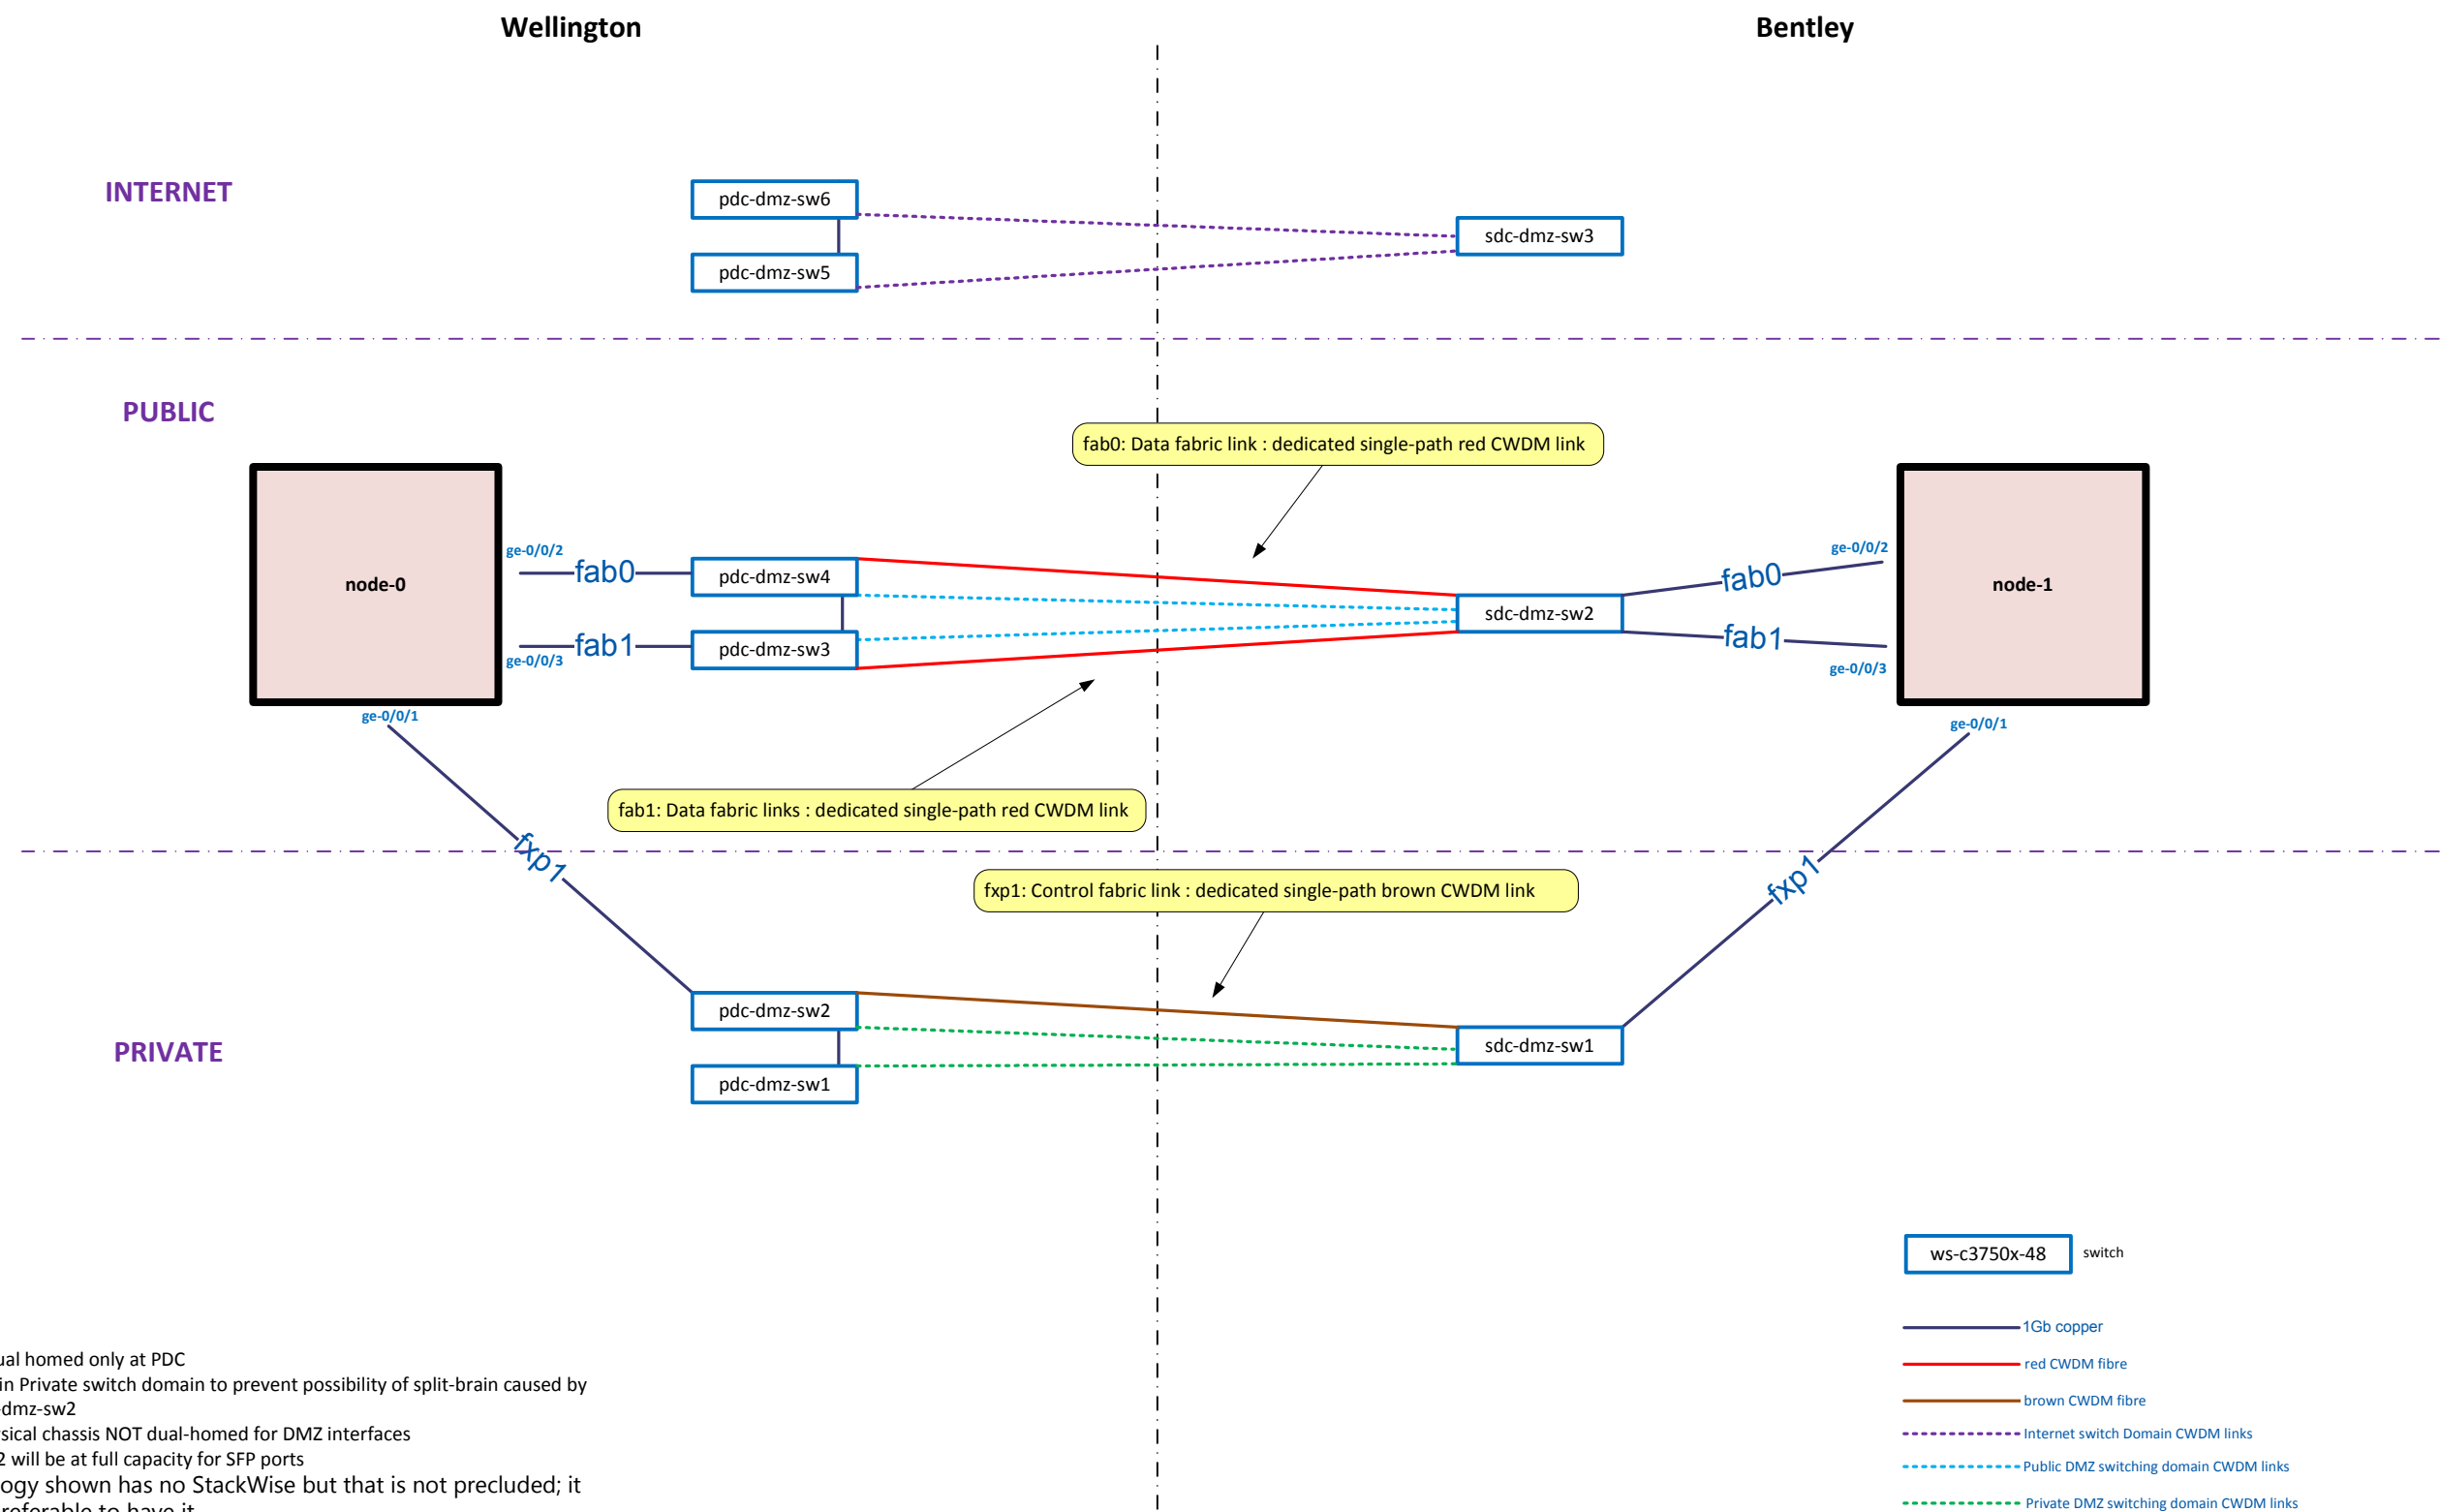 Wellington
Bentley
INTERNET
pdc-dmz-sw6
sdc-dmz-sw3
pdc-dmz-sw5
PUBLIC
fab0: Data fabric link : dedicated single-path red CWDM link
ge-0/0/2
fab0
pdc-dmz-sw4
node-0
ge-0/0/3
fab1
pdc-dmz-sw3
sdc-dmz-sw2
ge-0/0/2
fab0
node-1
fab1
ge-0/0/3
ge-0/0/1
ge-0/0/1
fab1: Data fabric links : dedicated single-path red CWDM link
fxp1
fxp1: Control fabric link : dedicated single-path brown CWDM link
fxp1
pdc-dmz-sw2
sdc-dmz-sw1
PRIVATE
pdc-dmz-sw1
ws-c3750x-48
switch
1Gb copper
red CWDM fibre
brown CWDM fibre
Internet switch Domain CWDM links
Public DMZ switching domain CWDM links
Private DMZ switching domain CWDM links
homed only at PDC
in Private switch domain to prevent possibility of split-brain caused by
-dmz-sw2
chassis NOT dual-homed for DMZ interfaces
will be at full capacity for SFP ports
shown has no StackWise but that is not precluded; it
to have it